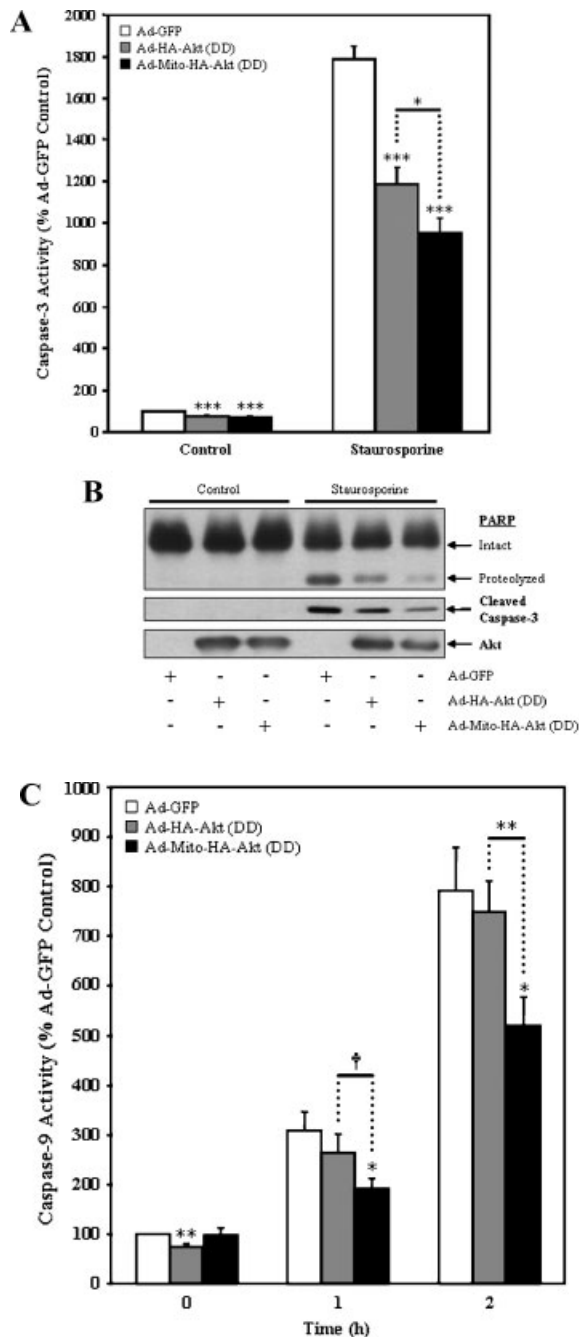 A
Caspase-3 Activity (% Ad-GFP Control)
1800
1600
1400
1200
1000
800
600
400
200
0
Ad-GFP
Ad-HA-Akt (DD)
Ad-Mito-HA-Akt (DD)
*
***
***
*** ***
Control Staurosporine
B
Control Staurosporine
PARP
Intact
Proteolyzed
Cleaved
Caspase-3
Akt
+ - - + - - Ad-GFP
- + - - + - Ad-HA-Akt (DD)
- - + - - + Ad-Mito-HA-Akt (DD)
C
Caspase-9 Activity (% Ad-GFP Control)
1000
900
800
700
600
500
400
300
200
100
0
Ad-GFP
Ad-HA-Akt (DD)
Ad-Mito-HA-Akt (DD)
**
*
†
*
**
0 1 2
Time (h)